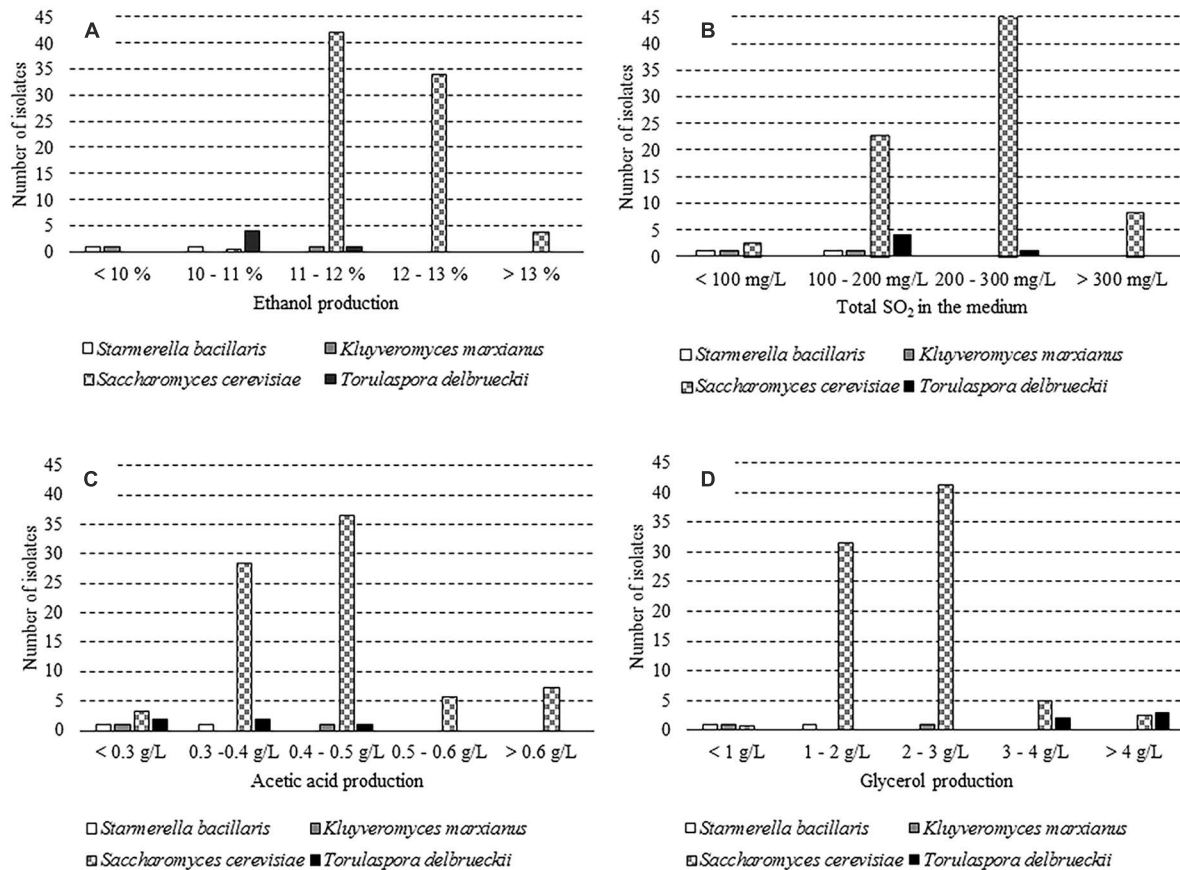 A
Number of isolates
45
40
35
30
25
20
15
10
5
0
< 10 % 10 - 11 % 11 - 12 % 12 - 13 % > 13 %
Ethanol production
Starmerella bacillaris Kluyveromyces marxianus
Saccharomyces cerevisiae Torulaspora delbrueckii
B
Number of isolates
45
40
35
30
25
20
15
10
5
0
< 100 mg/L 100 - 200 mg/L 200 - 300 mg/L > 300 mg/L
Total SO₂ in the medium
Starmerella bacillaris Kluyveromyces marxianus
Saccharomyces cerevisiae Torulaspora delbrueckii
C
Number of isolates
45
40
35
30
25
20
15
10
5
0
< 0.3 g/L 0.3 -0.4 g/L 0.4 - 0.5 g/L 0.5 - 0.6 g/L > 0.6 g/L
Acetic acid production
Starmerella bacillaris Kluyveromyces marxianus
Saccharomyces cerevisiae Torulaspora delbrueckii
D
Number of isolates
45
40
35
30
25
20
15
10
5
0
< 1 g/L 1 - 2 g/L 2 - 3 g/L 3 - 4 g/L > 4 g/L
Glycerol production
Starmerella bacillaris Kluyveromyces marxianus
Saccharomyces cerevisiae Torulaspora delbrueckii